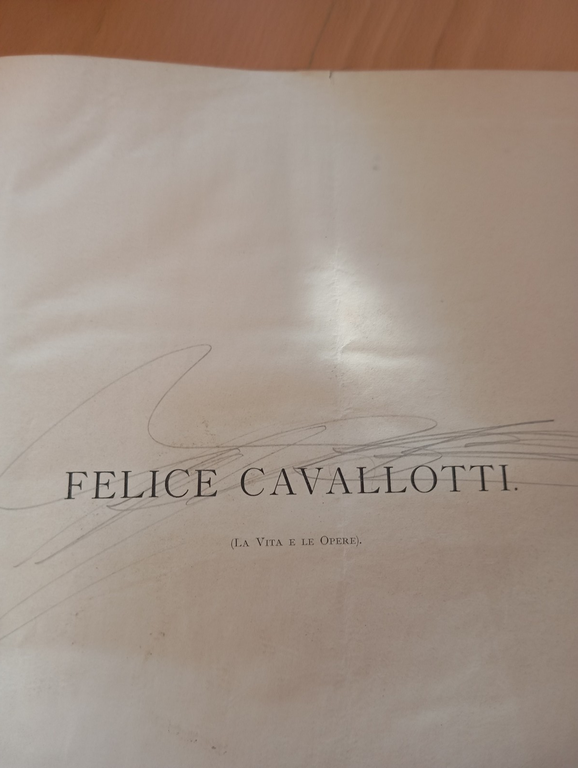 FELICE CAVALLOTTI.
(La Vita e le Opere).